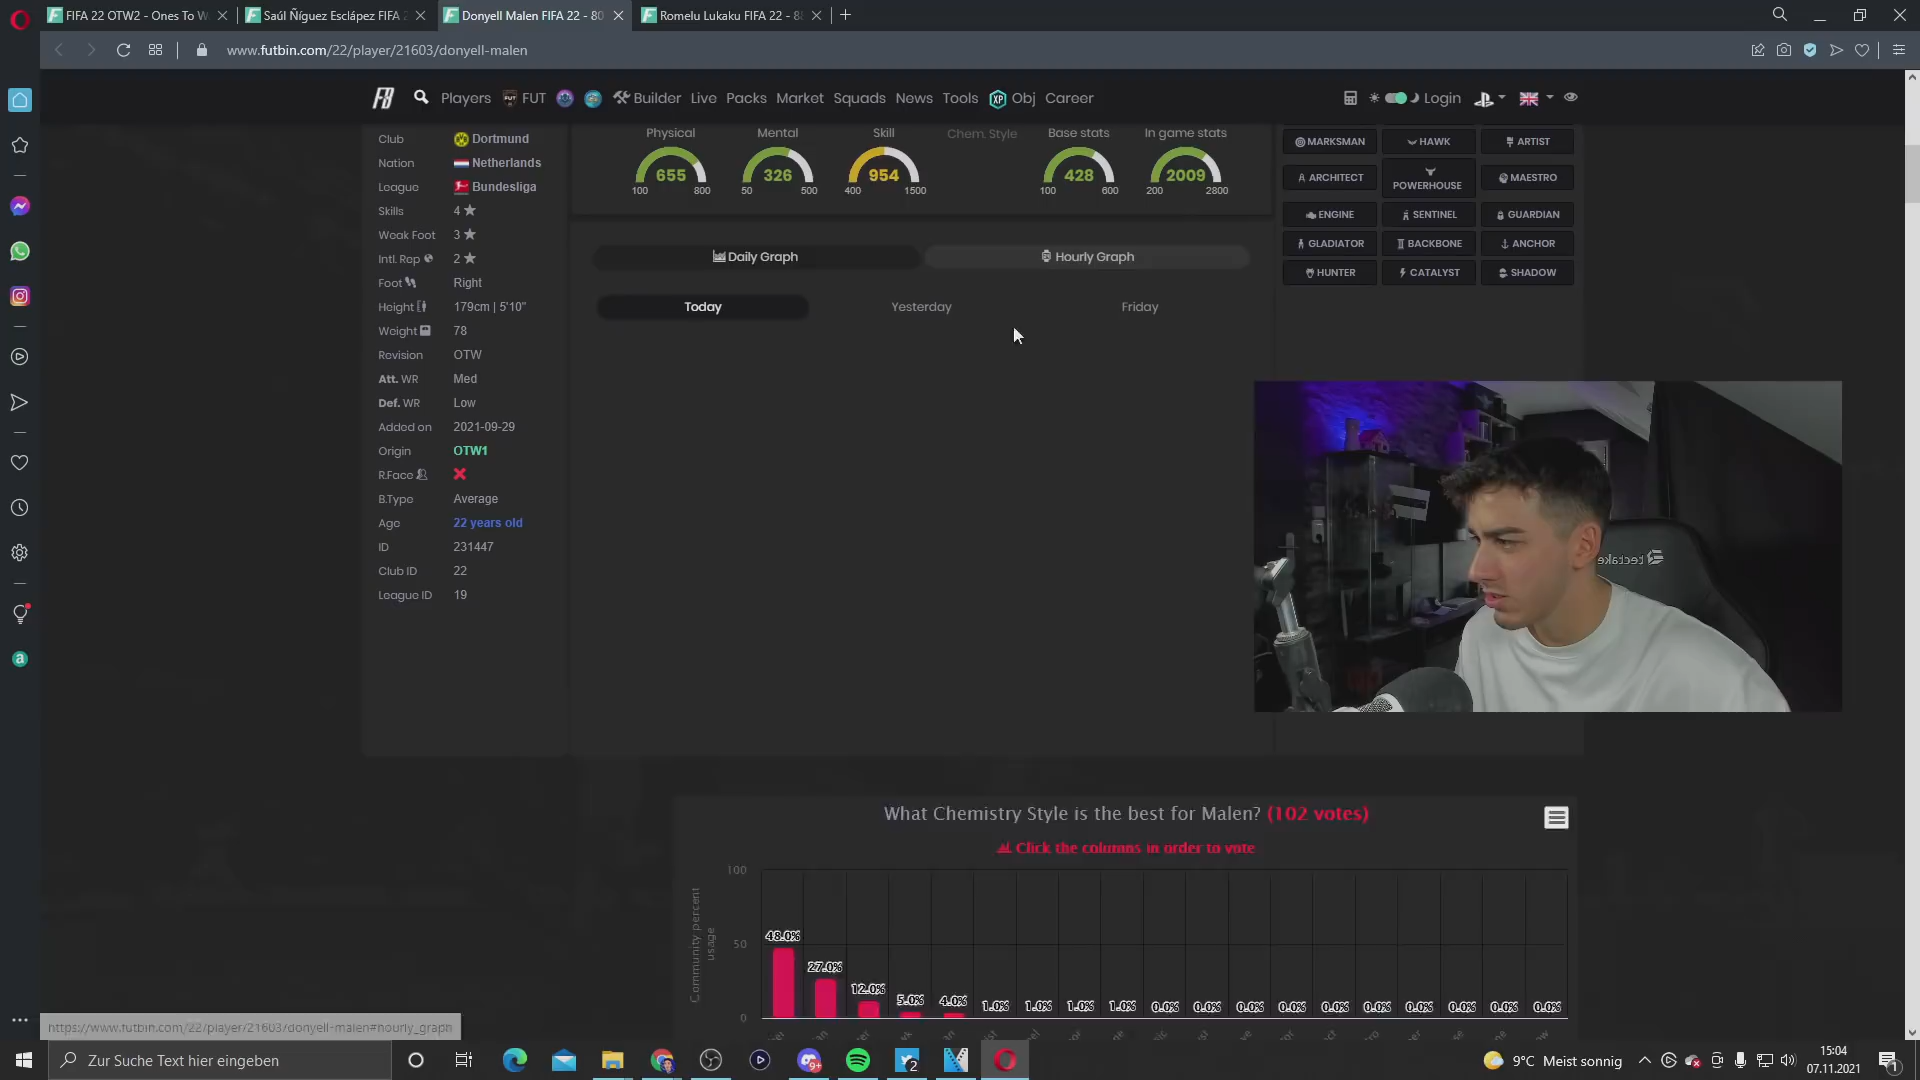 FIFA 22 OTW2 - Ones To W
Saúl Ñíguez Esclápez FIFA 2
Donyell Malen FIFA 22 - 80
Romelu Lukaku FIFA 22 - 8
www.futbin.com/22/player/21603/donyell-malen
Players FUT Builder Live Packs Market Squads News Tools XP Obj Career Login
Club Dortmund
Nation Netherlands
League Bundesliga
Skills 4
Weak Foot 3
Intl. Rep 2
Foot Right
Height 179cm | 5'10"
Weight 78
Revision OTW
Att. WR Med
Def. WR Low
Added on 2021-09-29
Origin OTW1
R.Face
B.Type Average
Age 22 years old
ID 231447
Club ID 22
League ID 19
Physical Mental Skill Chem. Style Base stats In game stats
655 326 954 428 2009
100 800 50 500 400 1500 100 600 200 2800
Daily Graph Hourly Graph
Today Yesterday Friday
MARKSMAN HAWK ARTIST
ARCHITECT POWERHOUSE MAESTRO
ENGINE SENTINEL GUARDIAN
GLADIATOR BACKBONE ANCHOR
HUNTER CATALYST SHADOW
tectake
What Chemistry Style is the best for Malen? (102 votes)
Click the columns in order to vote
Community percent
usage
100
50
0
48.0% 27.0% 12.0% 5.0% 4.0% 1.0% 1.0% 1.0% 1.0% 0.0% 0.0% 0.0% 0.0% 0.0% 0.0% 0.0% 0.0% 0.0% 0.0%
https://www.futbin.com/22/player/21603/donyell-malen#hourly_graph
Zur Suche Text hier eingeben
9+
2
9°C Meist sonnig
15:04
07.11.2021
1